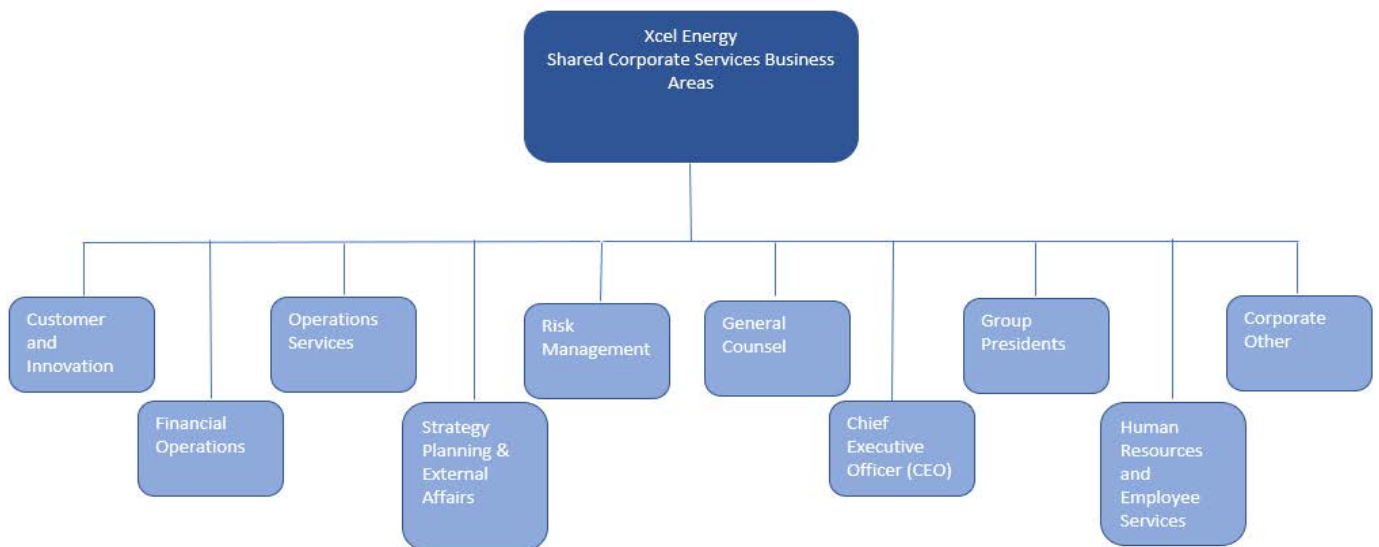 Xcel Energy
Shared Corporate Services Business
Areas
Customer
and
Innovation
Financial
Operations
Operations
Services
Strategy
Planning &
External
Affairs
Risk
Management
General
Counsel
Chief
Executive
Officer (CEO)
Group
Presidents
Human
Resources
and
Employee
Services
Corporate
Other